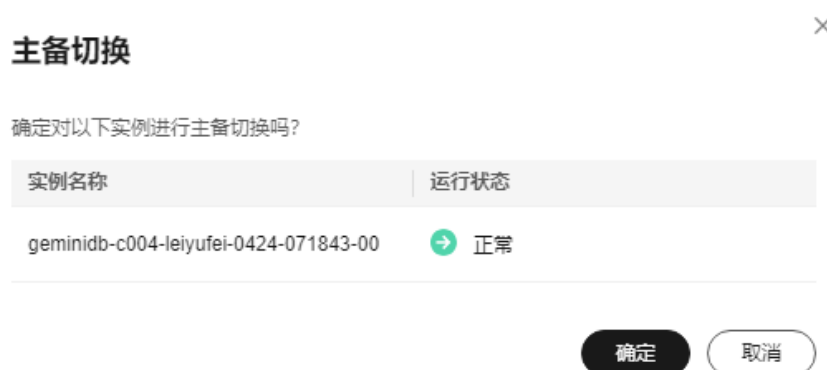 主备切换
确定对以下实例进行主备切换吗?
实例名称 运行状态
geminidb-c004-leiyufei-0424-071843-00 正常
确定 取消